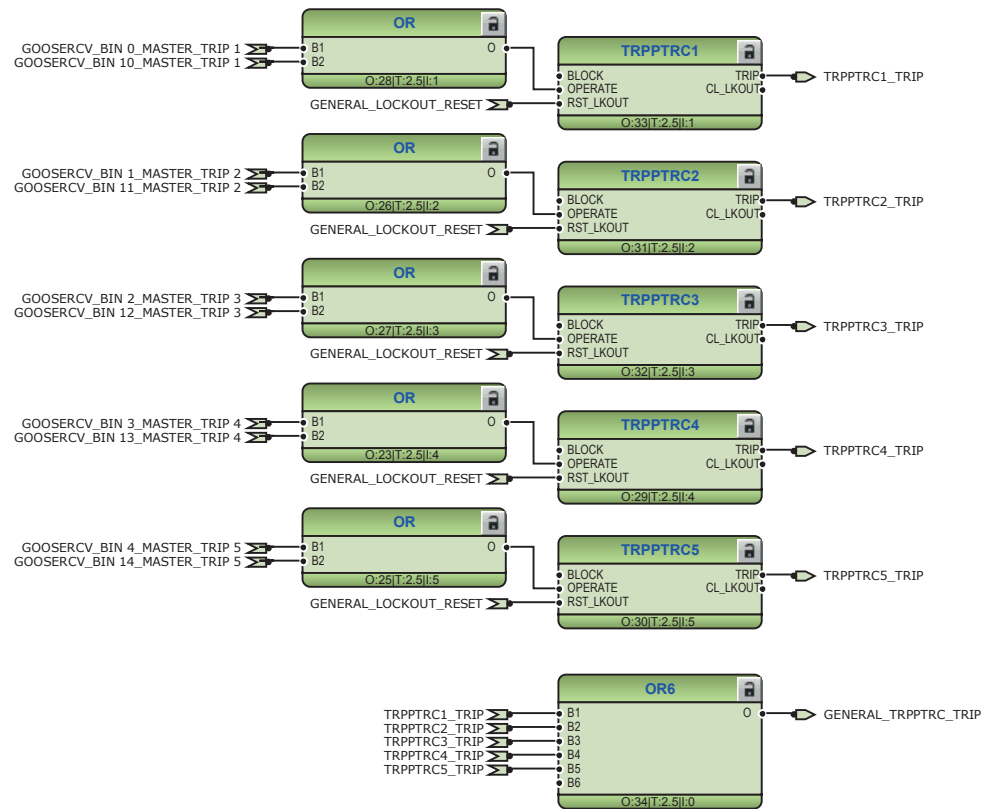 OR
GOOSERCV_BIN 0_MASTER_TRIP 1
GOOSERCV_BIN 10_MASTER_TRIP 1
B1
B2
O
O:28|T:2.5|I:1
GENERAL_LOCKOUT_RESET
TRPPTRC1
BLOCK
OPERATE
RST_LKOUT
TRIP
CL_LKOUT
O:33|T:2.5|I:1
TRPPTRC1_TRIP
OR
GOOSERCV_BIN 1_MASTER_TRIP 2
GOOSERCV_BIN 11_MASTER_TRIP 2
B1
B2
O
O:26|T:2.5|I:2
GENERAL_LOCKOUT_RESET
TRPPTRC2
BLOCK
OPERATE
RST_LKOUT
TRIP
CL_LKOUT
O:31|T:2.5|I:2
TRPPTRC2_TRIP
OR
GOOSERCV_BIN 2_MASTER_TRIP 3
GOOSERCV_BIN 12_MASTER_TRIP 3
B1
B2
O
O:27|T:2.5|I:3
GENERAL_LOCKOUT_RESET
TRPPTRC3
BLOCK
OPERATE
RST_LKOUT
TRIP
CL_LKOUT
O:32|T:2.5|I:3
TRPPTRC3_TRIP
OR
GOOSERCV_BIN 3_MASTER_TRIP 4
GOOSERCV_BIN 13_MASTER_TRIP 4
B1
B2
O
O:23|T:2.5|I:4
GENERAL_LOCKOUT_RESET
TRPPTRC4
BLOCK
OPERATE
RST_LKOUT
TRIP
CL_LKOUT
O:29|T:2.5|I:4
TRPPTRC4_TRIP
OR
GOOSERCV_BIN 4_MASTER_TRIP 5
GOOSERCV_BIN 14_MASTER_TRIP 5
B1
B2
O
O:25|T:2.5|I:5
GENERAL_LOCKOUT_RESET
TRPPTRC5
BLOCK
OPERATE
RST_LKOUT
TRIP
CL_LKOUT
O:30|T:2.5|I:5
TRPPTRC5_TRIP
OR6
TRPPTRC1_TRIP
TRPPTRC2_TRIP
TRPPTRC3_TRIP
TRPPTRC4_TRIP
TRPPTRC5_TRIP
B1
B2
B3
B4
B5
B6
O
O:34|T:2.5|I:0
GENERAL_TRPPTRC_TRIP